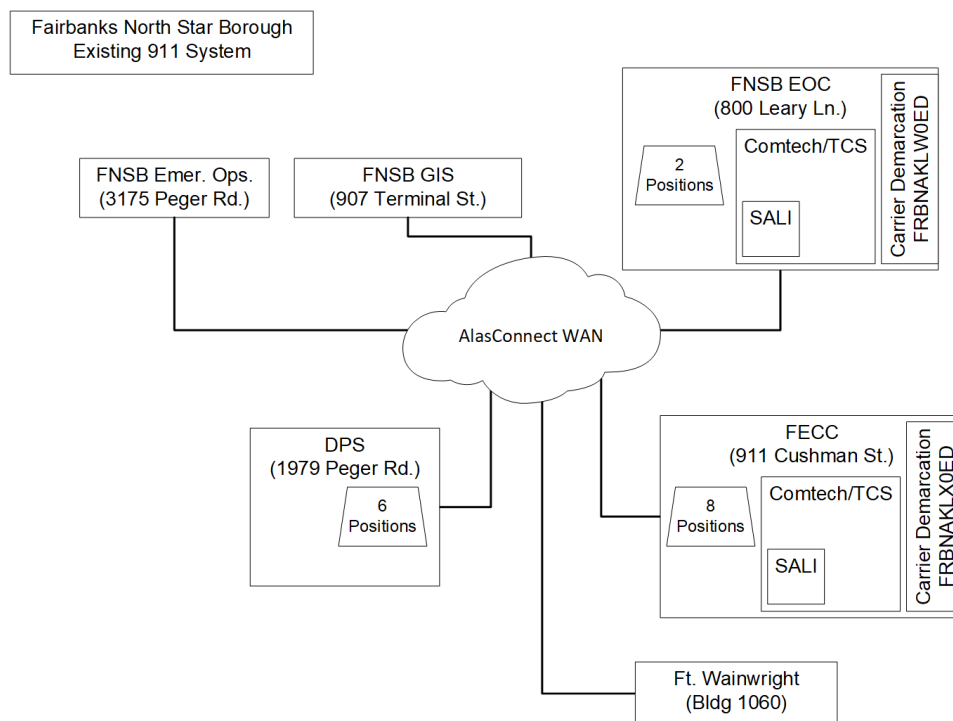 Fairbanks North Star Borough
Existing 911 System
FNSB Emer. Ops.
(3175 Peger Rd.)
FNSB GIS
(907 Terminal St.)
FNSB EOC
(800 Leary Ln.)
2
Positions
Comtech/TCS
SALI
Carrier Demarcation
FRBNAKLW0ED
AlasConnect WAN
DPS
(1979 Peger Rd.)
6
Positions
FECC
(911 Cushman St.)
8
Positions
Comtech/TCS
SALI
Carrier Demarcation
FRBNAKLX0ED
Ft. Wainwright
(Bldg 1060)